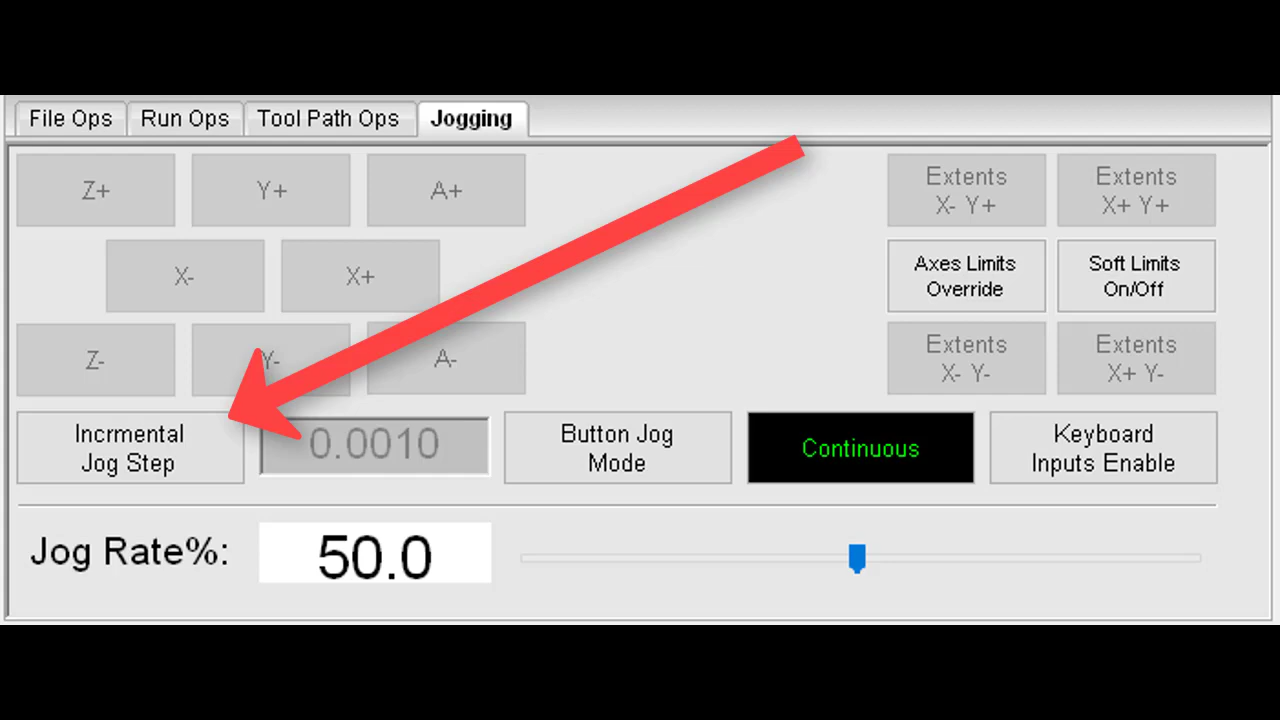 File Ops
Run Ops
Tool Path Ops
Jogging
Z+
Y+
A+
Extents
X- Y+
Extents
X+ Y+
X-
X+
Axes Limits
Override
Soft Limits
On/Off
Z-
Y-
A-
Extents
X- Y-
Extents
X+ Y-
Incrmental
Jog Step
0.0010
Button Jog
Mode
Continuous
Keyboard
Inputs Enable
Jog Rate%:
50.0